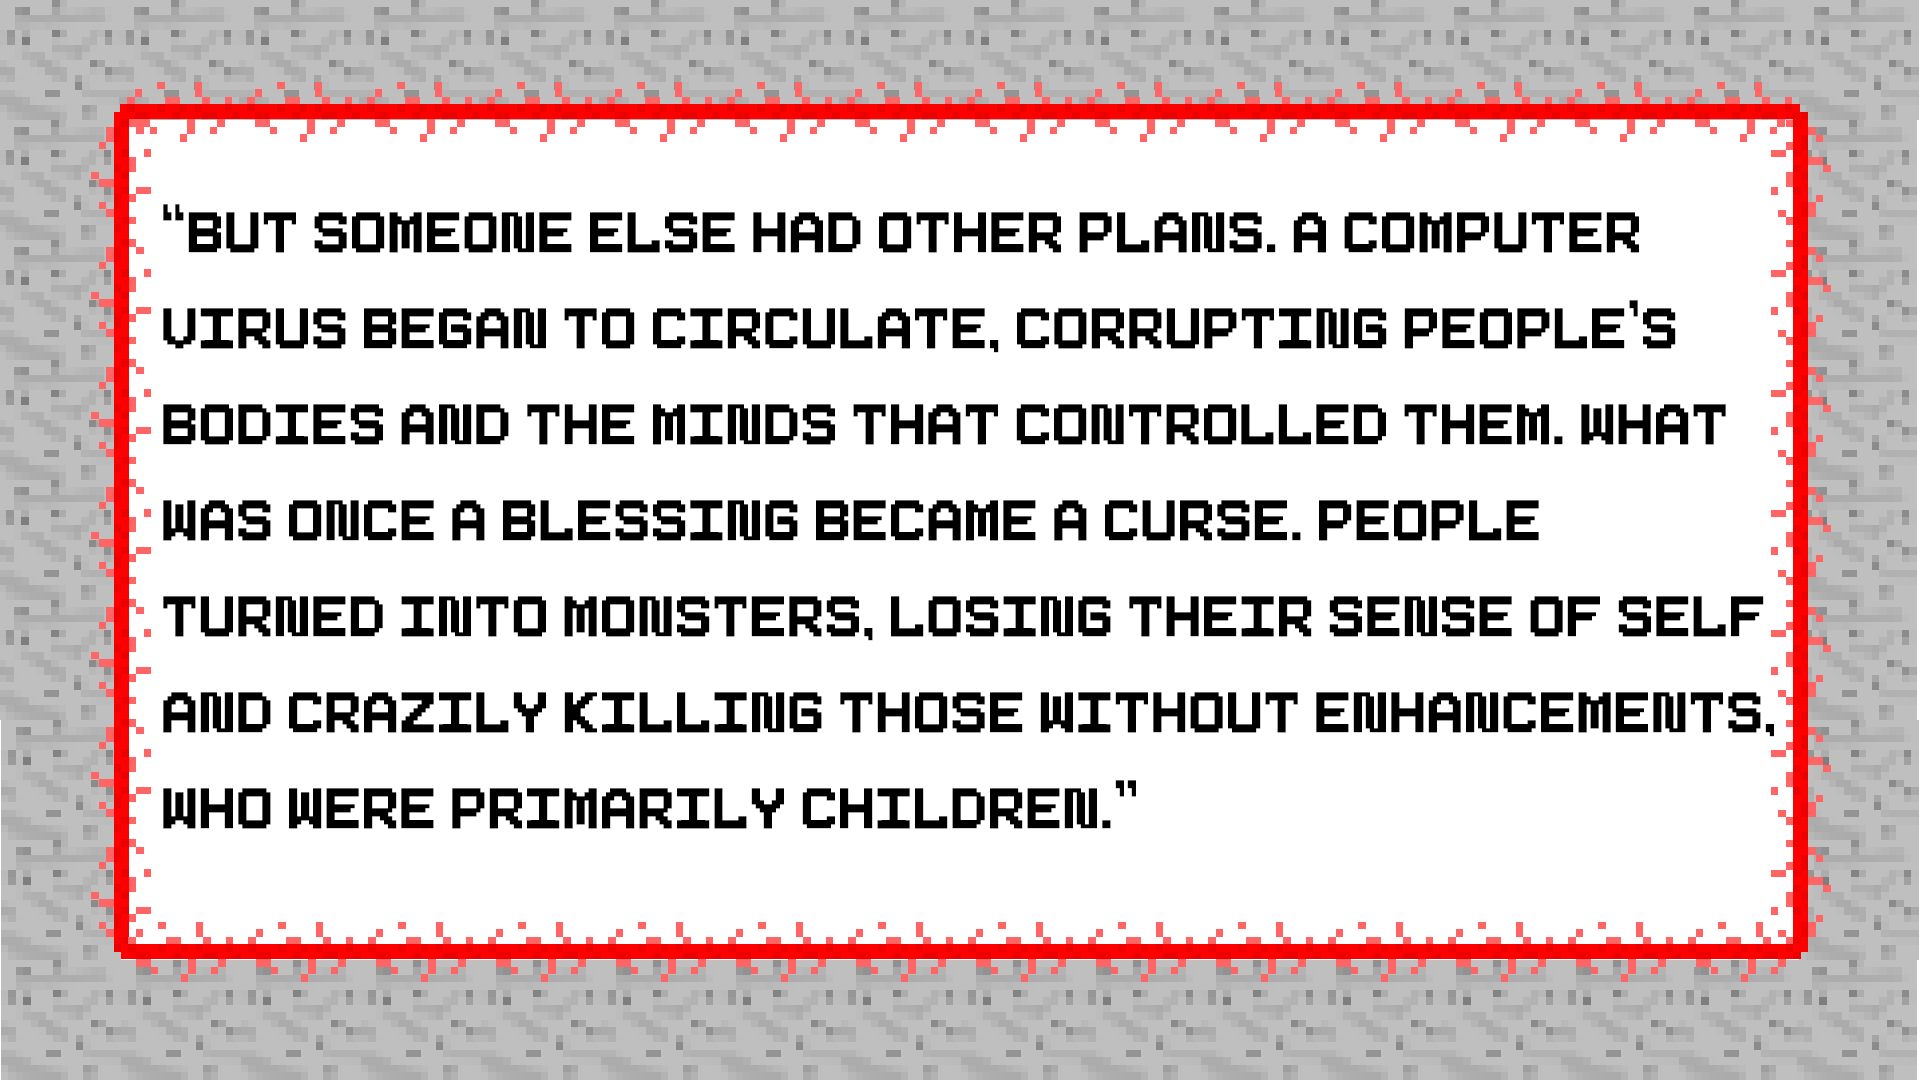 “BUT SOMEONE ELSE HAD OTHER PLANS. A COMPUTER
VIRUS BEGAN TO CIRCULATE, CORRUPTING PEOPLE’S
BODIES AND THE MINDS THAT CONTROLLED THEM. WHAT
WAS ONCE A BLESSING BECAME A CURSE. PEOPLE
TURNED INTO MONSTERS, LOSING THEIR SENSE OF SELF
AND CRAZILY KILLING THOSE WITHOUT ENHANCEMENTS,
WHO WERE PRIMARILY CHILDREN.”